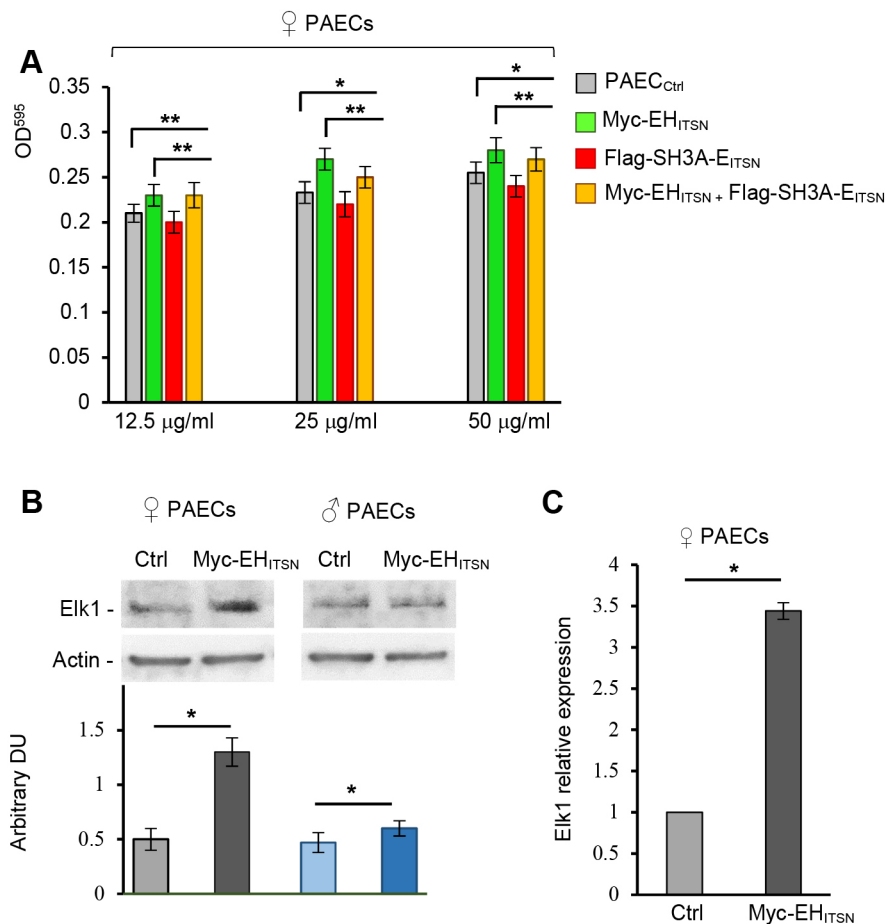 ♀ PAECs
A
OD595
0.35
0.3
0.25
0.2
0.15
0.1
0.05
0
**
**
*
**
*
**
12.5 μg/ml
25 μg/ml
50 μg/ml
PAECCtrl
Myc-EHITSN
Flag-SH3A-EITSN
Myc-EHITSN + Flag-SH3A-EITSN
B
♀ PAECs
♂ PAECs
Ctrl
Myc-EHITSN
Ctrl
Myc-EHITSN
Elk1 -
Actin -
Arbitrary DU
1.5
1
0.5
0
*
*
C
♀ PAECs
Elk1 relative expression
4
3.5
3
2.5
2
1.5
1
0.5
0
*
Ctrl
Myc-EHITSN